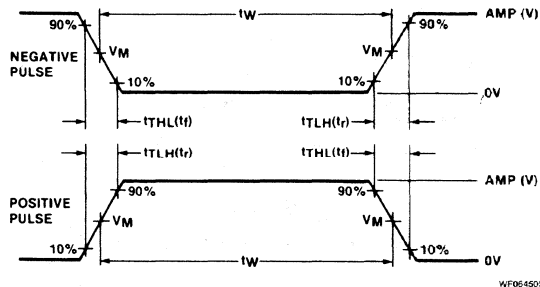 tW
AMP (V)
90%
90%
NEGATIVE
PULSE
VM
VM
10%
10%
0V
tTHL(tf)
tTLH(tr)
tTLH(tr)
tTHL(tf)
AMP (V)
90%
90%
POSITIVE
PULSE
VM
VM
10%
10%
tW
0V